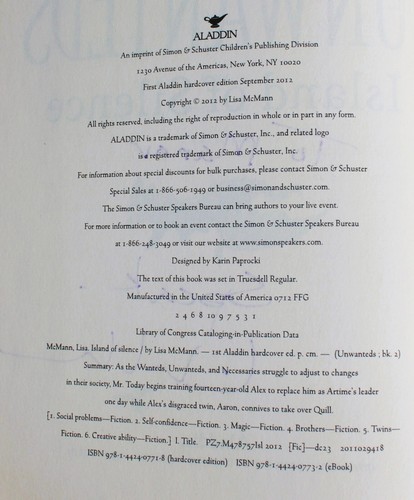 ALADDIN
An imprint of Simon & Schuster Children's Publishing Division
1230 Avenue of the Americas, New York, NY 10020
First Aladdin hardcover edition September 2012
Copyright © 2012 by Lisa McMann
All rights reserved, including the right of reproduction in whole or in part in any form.
ALADDIN is a trademark of Simon & Schuster, Inc., and related logo
is a registered trademark of Simon & Schuster, Inc.
For information about special discounts for bulk purchases, please contact Simon & Schuster
Special Sales at 1-866-506-1949 or business@simonandschuster.com.
The Simon & Schuster Speakers Bureau can bring authors to your live event.
For more information or to book an event contact the Simon & Schuster Speakers Bureau
at 1-866-248-3049 or visit our website at www.simonspeakers.com.
Designed by Karin Paprocki
The text of this book was set in Truesdell Regular.
Manufactured in the United States of America 0712 FFG
2 4 6 8 10 9 7 5 3 1
Library of Congress Cataloging-in-Publication Data
McMann, Lisa. Island of silence / by Lisa McMann. — 1st Aladdin hardcover ed. p. cm. — (Unwanteds ; bk. 2)
Summary: As the Wanteds, Unwanteds, and Necessaries struggle to adjust to changes
in their society, Mr. Today begins training fourteen-year-old Alex to replace him as Artimé's leader
one day while Alex's disgraced twin, Aaron, connives to take over Quill.
[1. Social problems—Fiction. 2. Self-confidence—Fiction. 3. Magic—Fiction. 4. Brothers—Fiction. 5. Twins—
Fiction. 6. Creative ability—Fiction.] I. Title. PZ7.M478757Isl 2012 [Fic]—dc23 2011029418
ISBN 978-1-4424-0771-8 (hardcover edition) ISBN 978-1-4424-0773-2 (eBook)